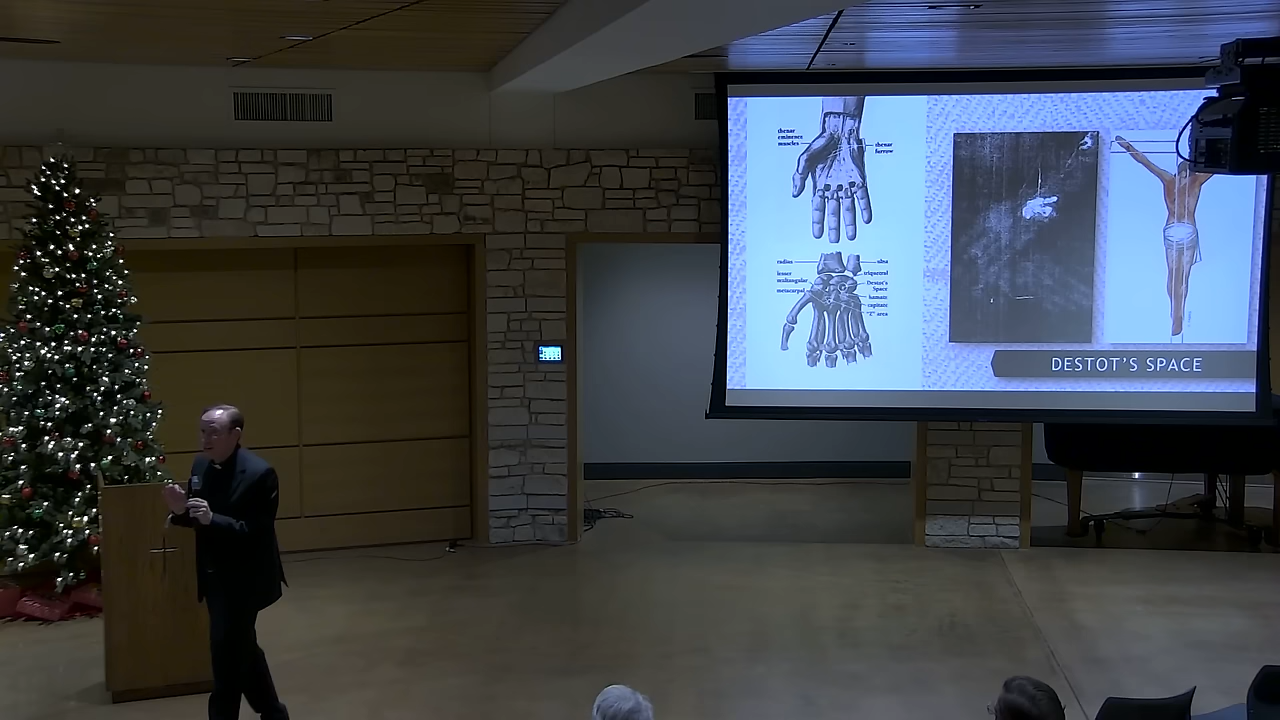 thenar
eminence
muscles
thenar
furrow
radius
ulna
lesser
multangular
metacarpal
triquetral
Destot's
Space
hamate
capitate
"Z" area
DESTOT'S SPACE